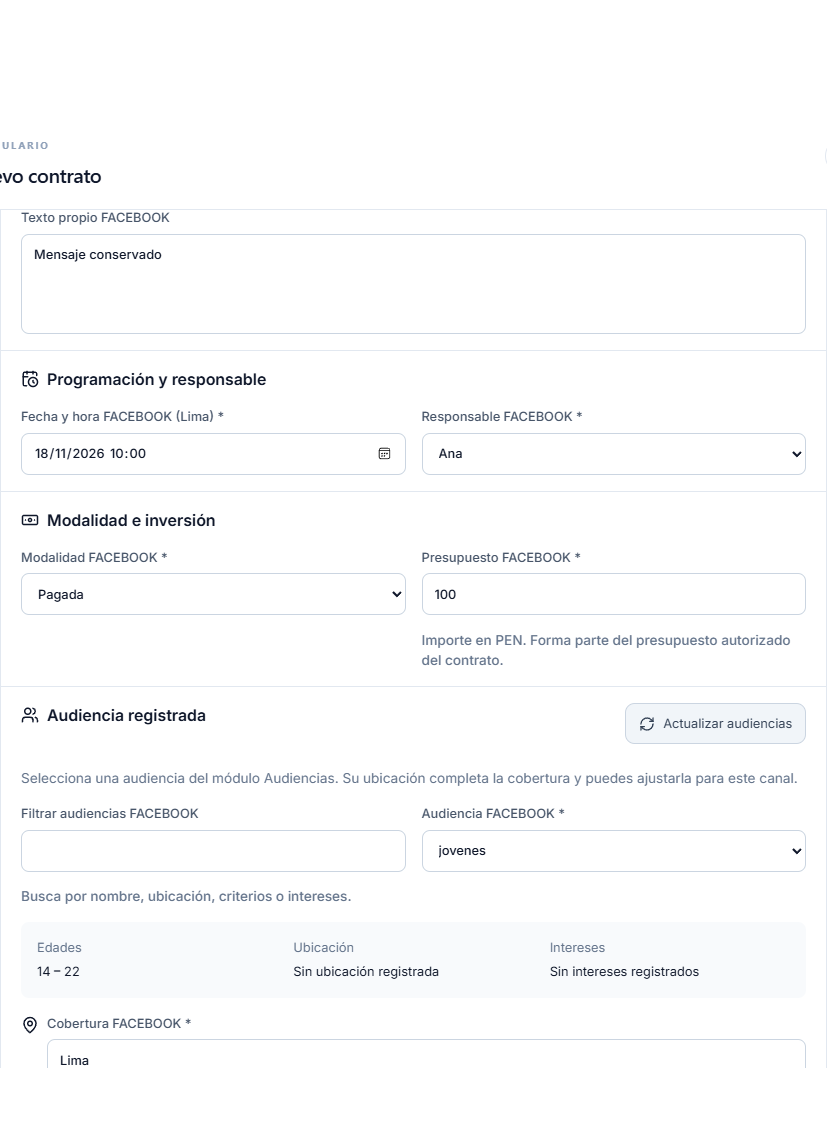 ULARIO
evo contrato
Texto propio FACEBOOK
Mensaje conservado
Programación y responsable
Fecha y hora FACEBOOK (Lima) *
Responsable FACEBOOK *
18/11/2026 10:00
Ana
Modalidad e inversión
Modalidad FACEBOOK *
Presupuesto FACEBOOK *
Pagada
100
Importe en PEN. Forma parte del presupuesto autorizado
del contrato.
Audiencia registrada
Actualizar audiencias
Selecciona una audiencia del módulo Audiencias. Su ubicación completa la cobertura y puedes ajustarla para este canal.
Filtrar audiencias FACEBOOK
Audiencia FACEBOOK *
jovenes
Busca por nombre, ubicación, criterios o intereses.
Edades
Ubicación
Intereses
14 – 22
Sin ubicación registrada
Sin intereses registrados
Cobertura FACEBOOK *
Lima